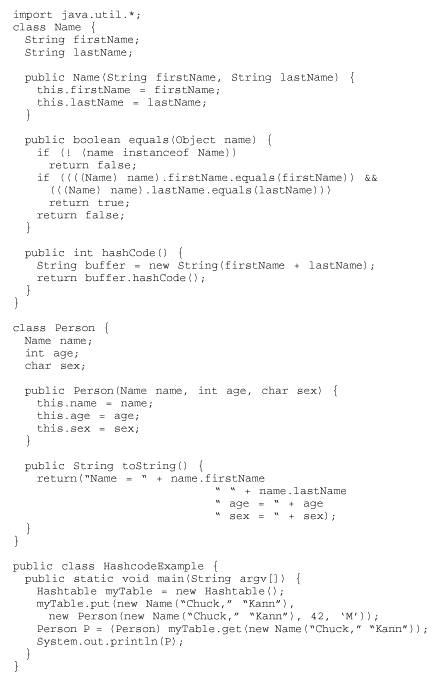 import java.util.*;
class Name {
String firstName;
String lastName;
public Name(String firstName, String lastName) {
this.firstName = firstName;
this.lastName = lastName;
}
public boolean equals(Object name) {
if (! (name instanceof Name))
return false;
if ((((Name) name).firstName.equals(firstName)) &&
(((Name) name).lastName.equals(lastName)))
return true;
return false;
}
public int hashCode() {
String buffer = new String(firstName + lastName);
return buffer.hashCode();
}
}
class Person {
Name name;
int age;
char sex;
public Person(Name name, int age, char sex) {
this.name = name;
this.age = age;
this.sex = sex;
}
public String toString() {
return(“Name = “ + name.firstName
“ “ + name.lastName
“ age = “ + age
“ sex = “ + sex);
}
}
public class HashcodeExample {
public static void main(String argv[]) {
Hashtable myTable = new Hashtable();
myTable.put(new Name(“Chuck,” “Kann”),
new Person(new Name(“Chuck,” “Kann”), 42, ‘M’));
Person P = (Person) myTable.get(new Name(“Chuck,” “Kann”));
System.out.println(P);
}
}